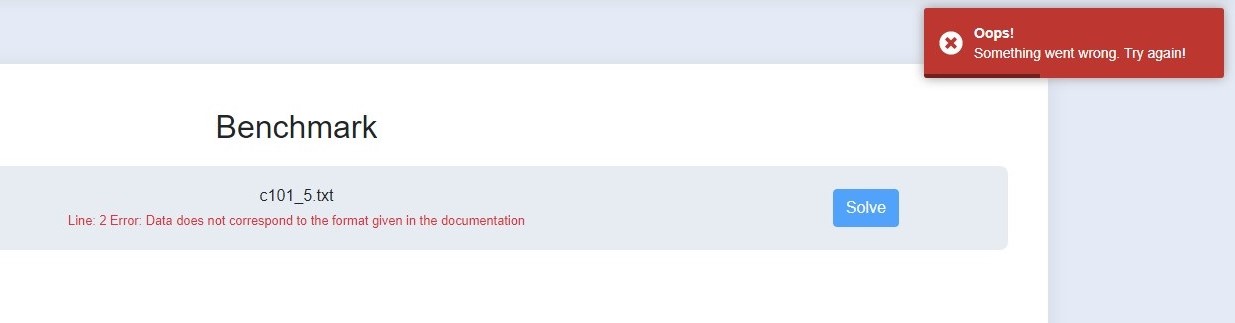 Oops!
Something went wrong. Try again!
Benchmark
c101_5.txt
Line: 2 Error: Data does not correspond to the format given in the documentation
Solve